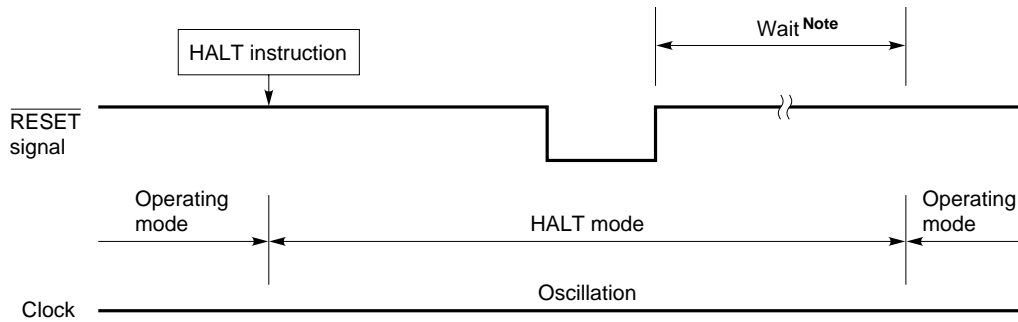 Wait Note
HALT instruction
RESET
signal
Operating
mode
HALT mode
Operating
mode
Oscillation
Clock